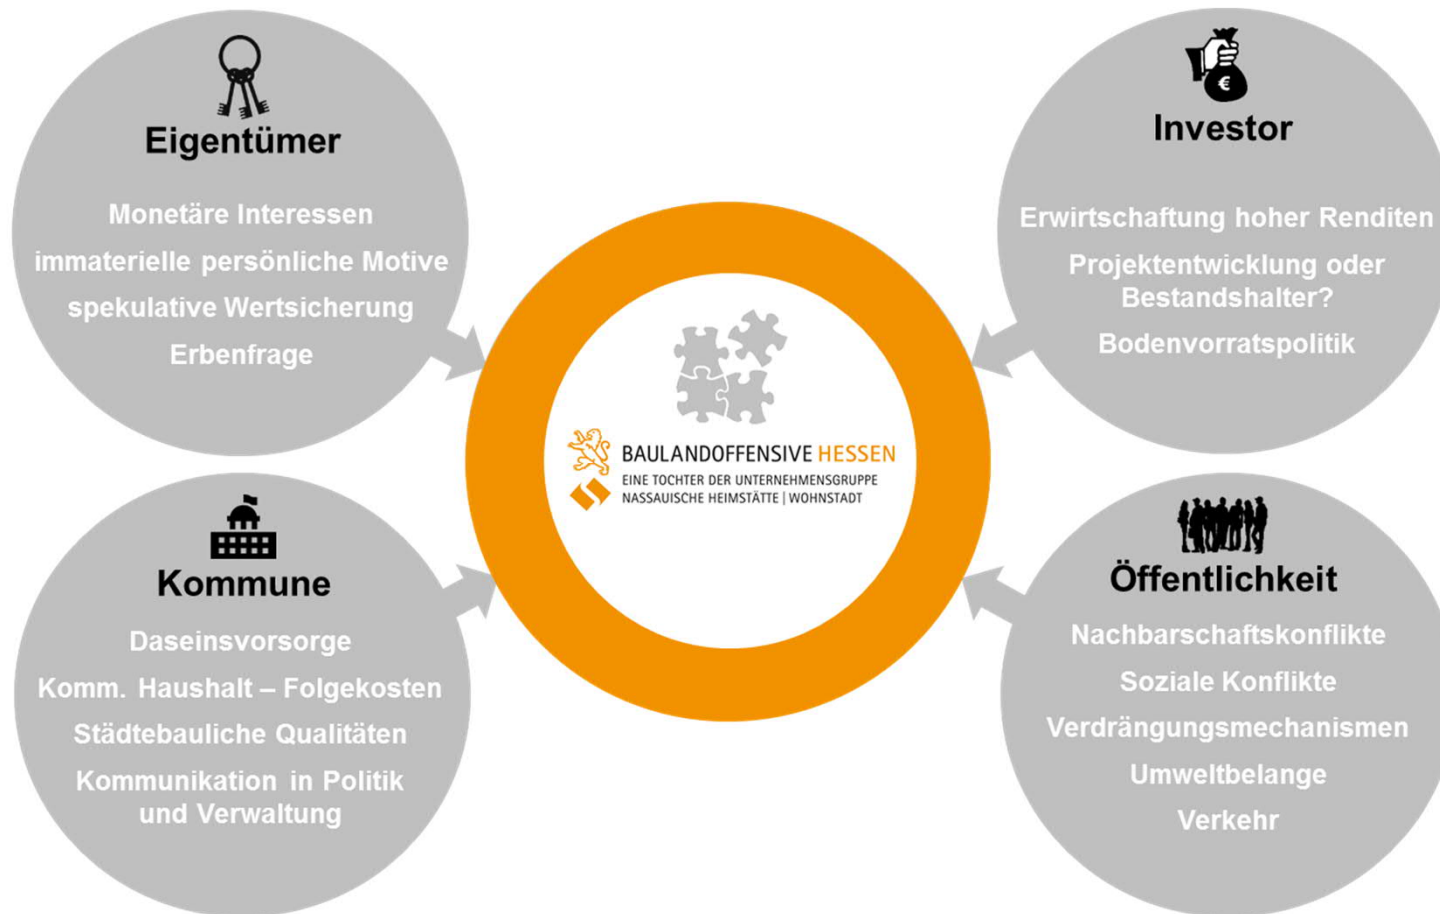 Eigentümer
Monetäre Interessen
immaterielle persönliche Motive
spekulative Wertsicherung
Erbenfrage
€
Investor
Erwirtschaftung hoher Renditen
Projektentwicklung oder
Bestandshalter?
Bodenvorratspolitik
BAULANDOFFENSIVE HESSEN
EINE TOCHTER DER UNTERNEHMENSGRUPPE
NASSAUISCHE HEIMSTÄTTE | WOHNSTADT
Kommune
Daseinsvorsorge
Komm. Haushalt – Folgekosten
Städtebauliche Qualitäten
Kommunikation in Politik
und Verwaltung
Öffentlichkeit
Nachbarschaftskonflikte
Soziale Konflikte
Verdrängungsmechanismen
Umweltbelange
Verkehr